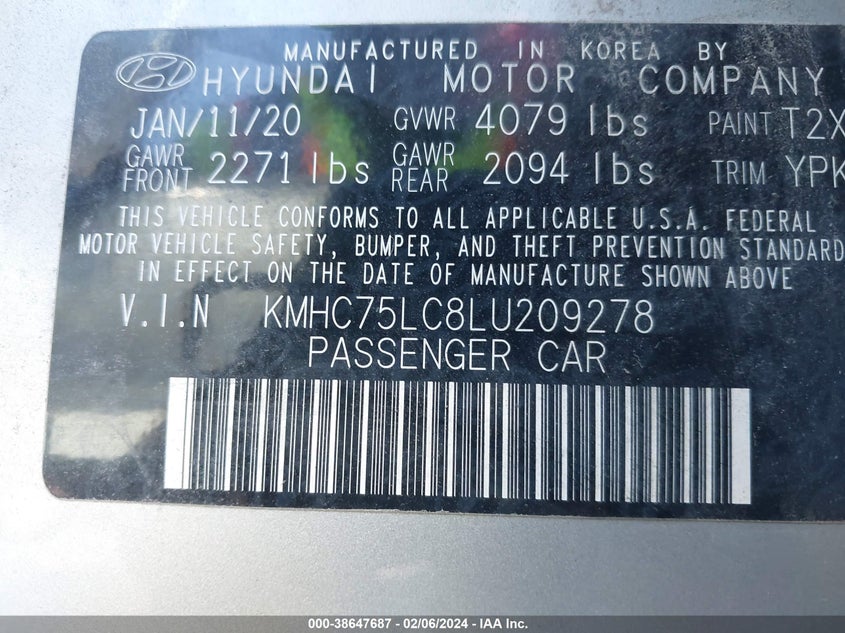 MANUFACTURED IN KOREA BY
HYUNDAI MOTOR COMPANY
JAN/11/20 GVWR 4079 lbs PAINT T2X
GAWR FRONT 2271 lbs GAWR REAR 2094 lbs TRIM YPK
THIS VEHICLE CONFORMS TO ALL APPLICABLE U.S.A. FEDERAL
MOTOR VEHICLE SAFETY, BUMPER, AND THEFT PREVENTION STANDARD
IN EFFECT ON THE DATE OF MANUFACTURE SHOWN ABOVE
V.I.N KMHC75LC8LU209278
PASSENGER CAR
000-38647687 - 02/06/2024 - IAA Inc.